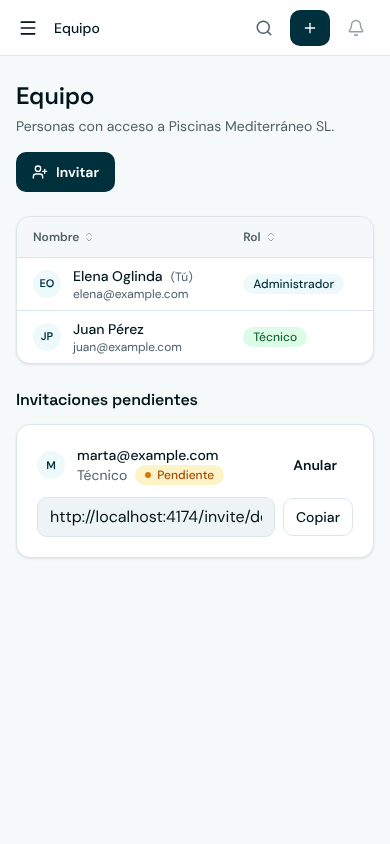 Equipo
Equipo
Personas con acceso a Piscinas Mediterráneo SL.
Invitar
Nombre Rol
EO Elena Oglinda (Tú) Administrador
elena@example.com
JP Juan Pérez Técnico
juan@example.com
Invitaciones pendientes
M marta@example.com Anular
Técnico Pendiente
http://localhost:4174/invite/ Copiar